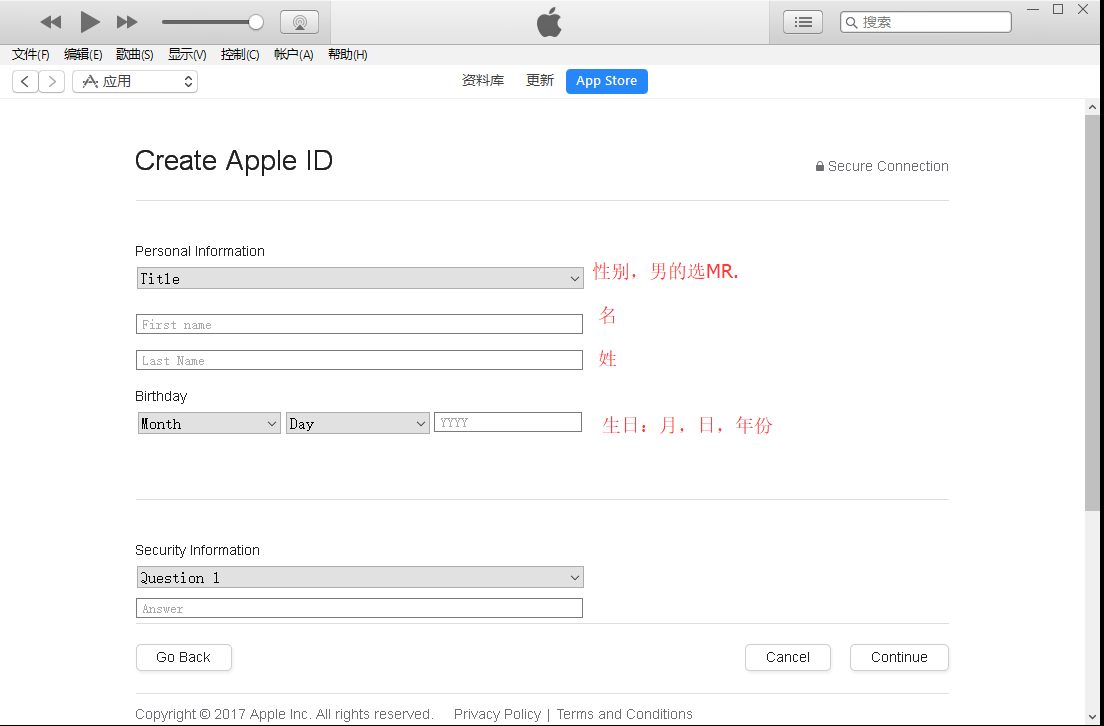 搜索
文件(F) 编辑(E) 歌曲(S) 显示(V) 控制(C) 帐户(A) 帮助(H)
应用 资料库 更新 App Store
Create Apple ID
Secure Connection
Personal Information
Title 性别，男的选MR.
First name 名
Last Name 姓
Birthday
Month Day YYYY 生日：月，日，年份
Security Information
Question 1
Answer
Go Back Cancel Continue
Copyright © 2017 Apple Inc. All rights reserved. Privacy Policy | Terms and Conditions